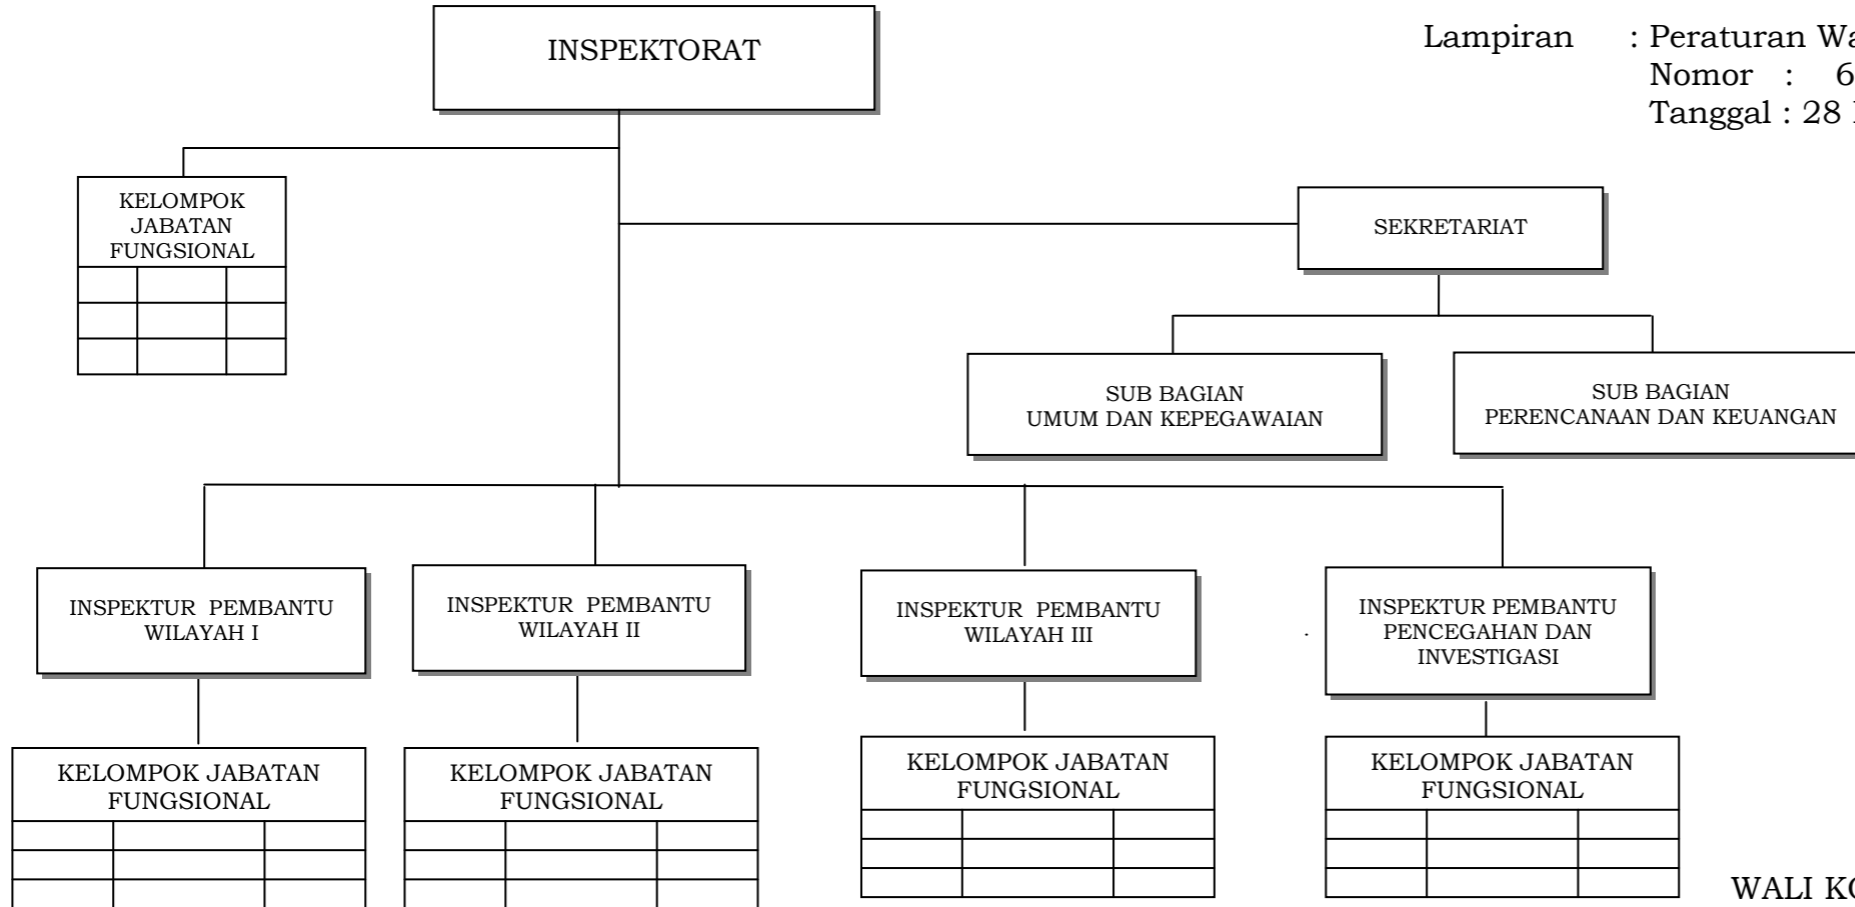 INSPEKTORAT
Lampiran : Peraturan
Nomor : 6
Tanggal : 28
KELOMPOK
JABATAN
FUNGSIONAL
SEKRETARIAT
SUB BAGIAN
UMUM DAN KEPEGAWAIAN
SUB BAGIAN
PERENCANAAN DAN KEUANGAN
INSPEKTUR PEMBANTU
WILAYAH I
INSPEKTUR PEMBANTU
WILAYAH II
INSPEKTUR PEMBANTU
WILAYAH III
INSPEKTUR PEMBANTU
PENCEGAHAN DAN
INVESTIGASI
KELOMPOK JABATAN
FUNGSIONAL
KELOMPOK JABATAN
FUNGSIONAL
KELOMPOK JABATAN
FUNGSIONAL
KELOMPOK JABATAN
FUNGSIONAL
WALI